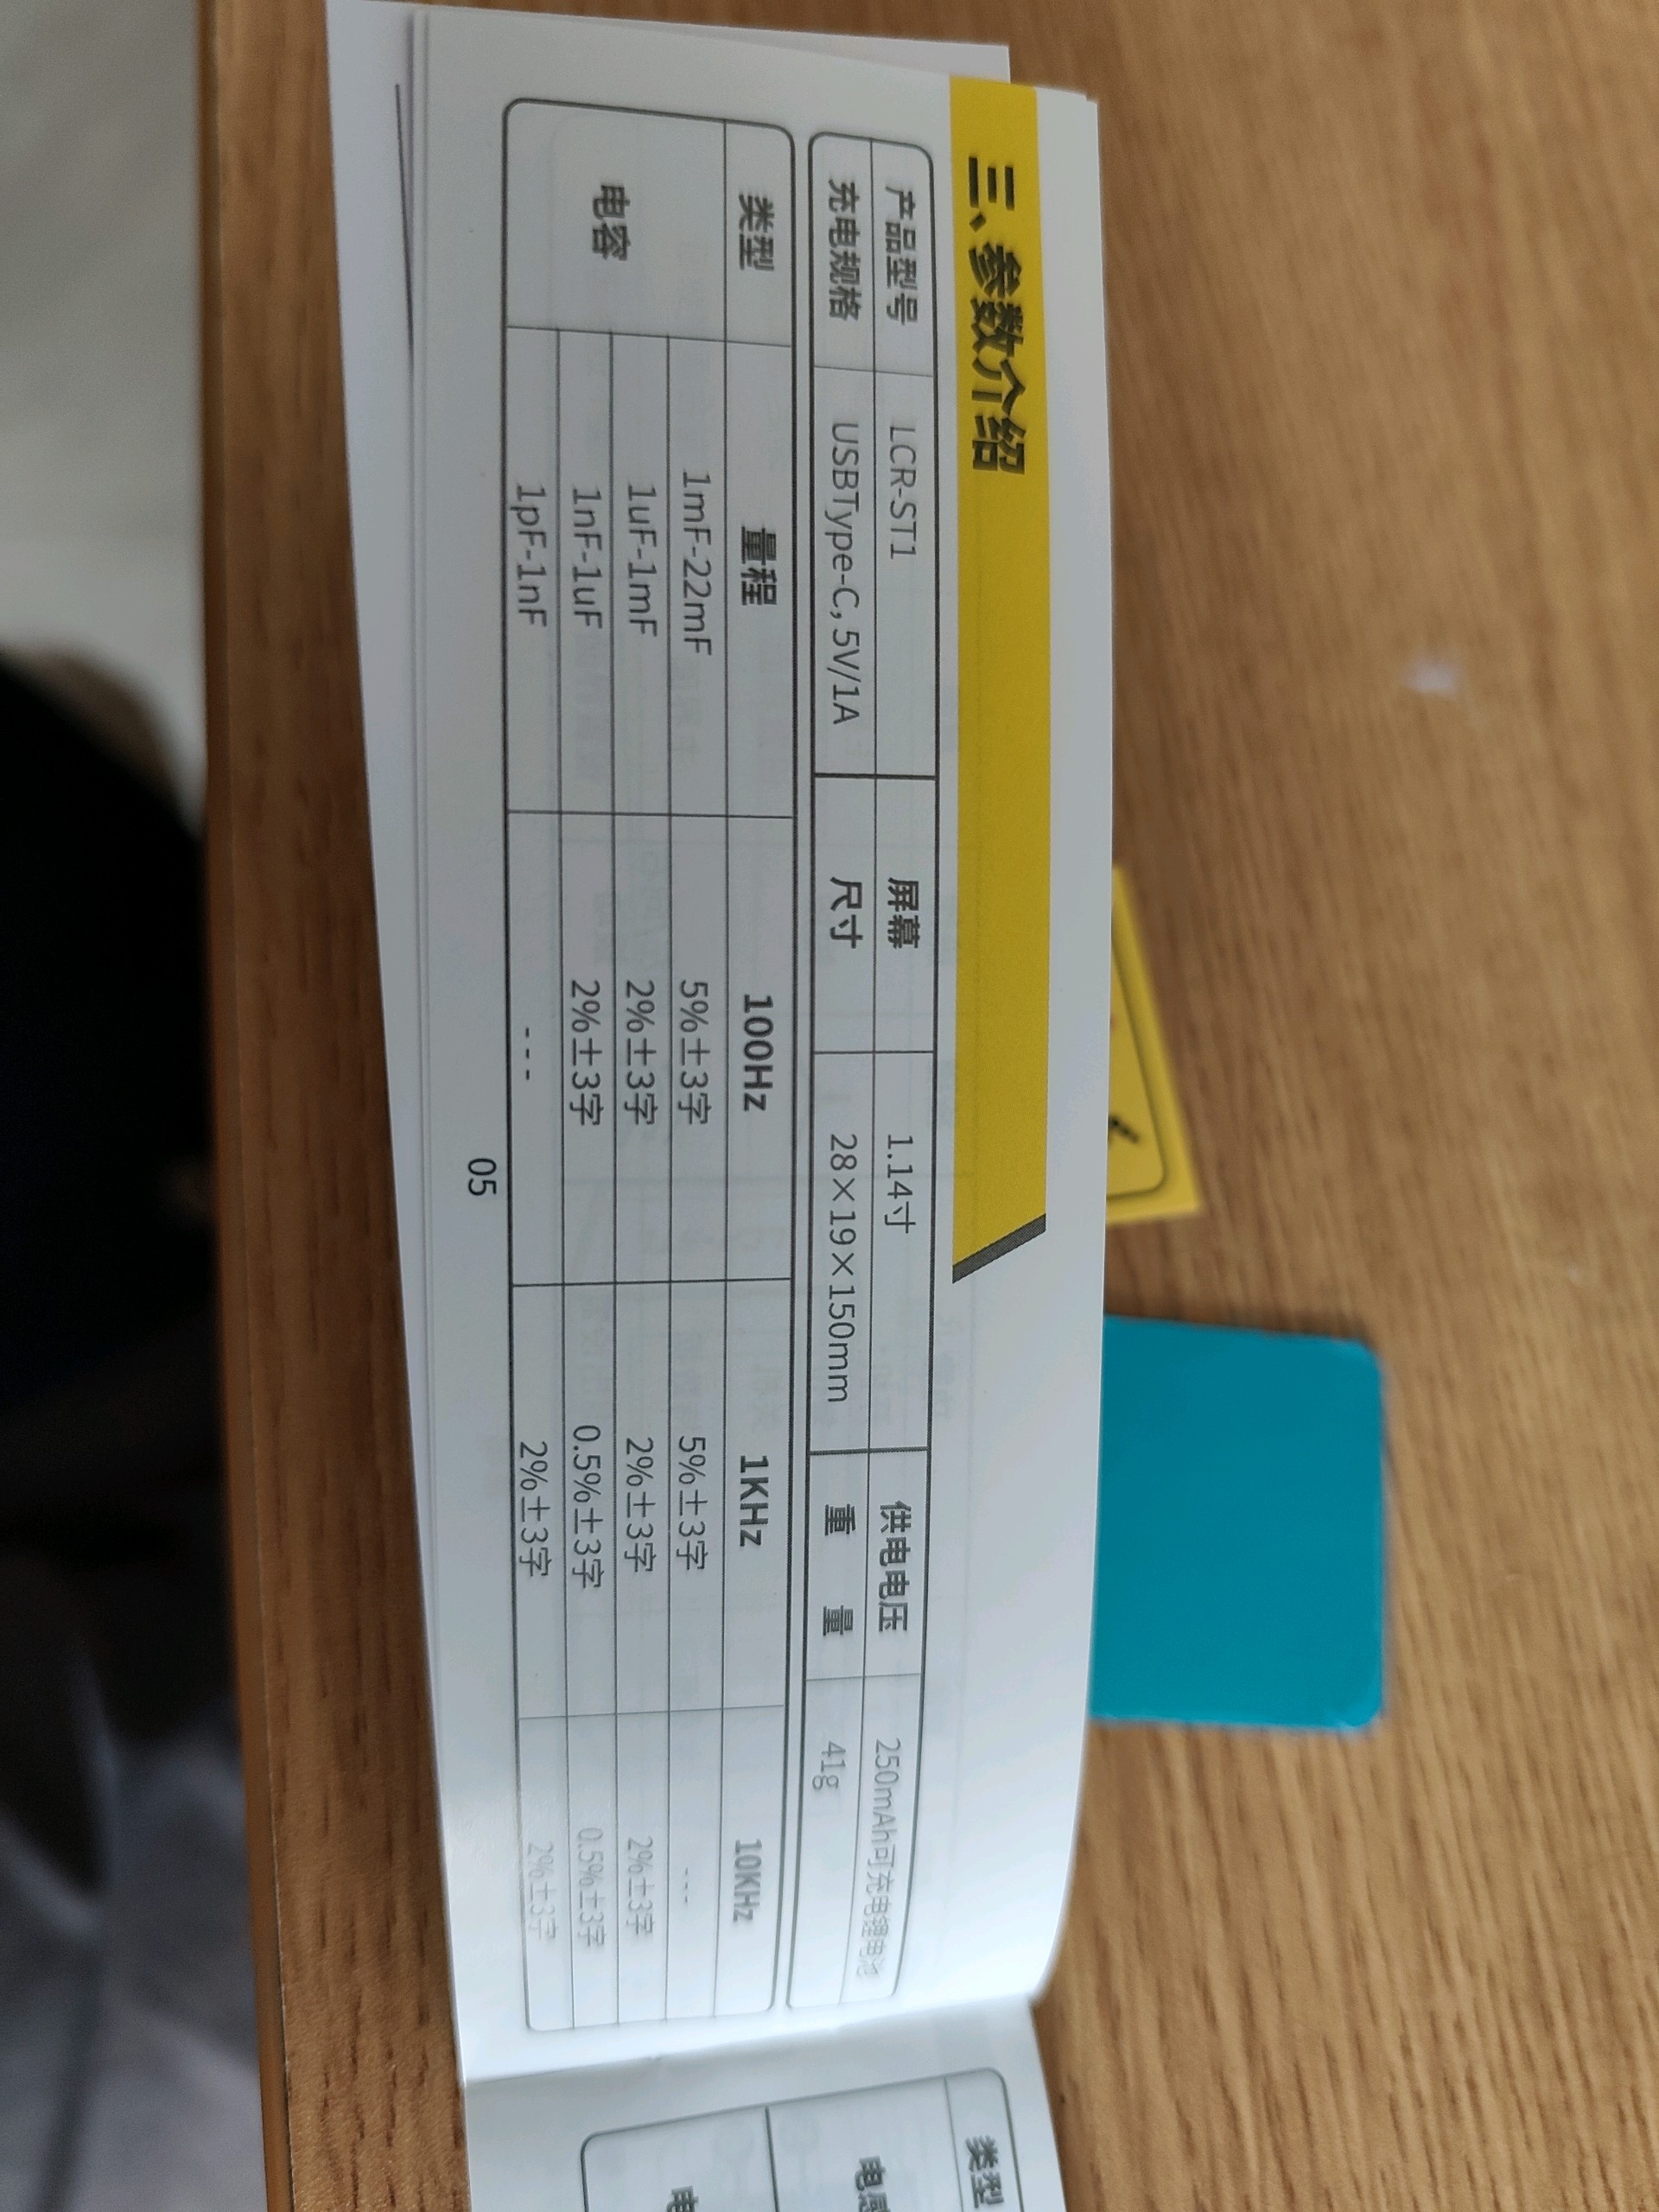 三、参数介绍
产品型号 LCR-ST1 屏幕 1.14寸 供电电压 250mAh可充电锂电池
充电规格 USBType-C, 5V/1A 尺寸 28×19×150mm 重量 41g
类型 量程 100Hz 1KHz 10KHz
电容 1mF-22mF 5%±3字 5%±3字 ---
1uF-1mF 2%±3字 2%±3字 2%±3字
1nF-1uF 2%±3字 0.5%±3字 0.5%±3字
1pF-1nF --- 2%±3字 2%±3字
05
类型
电感